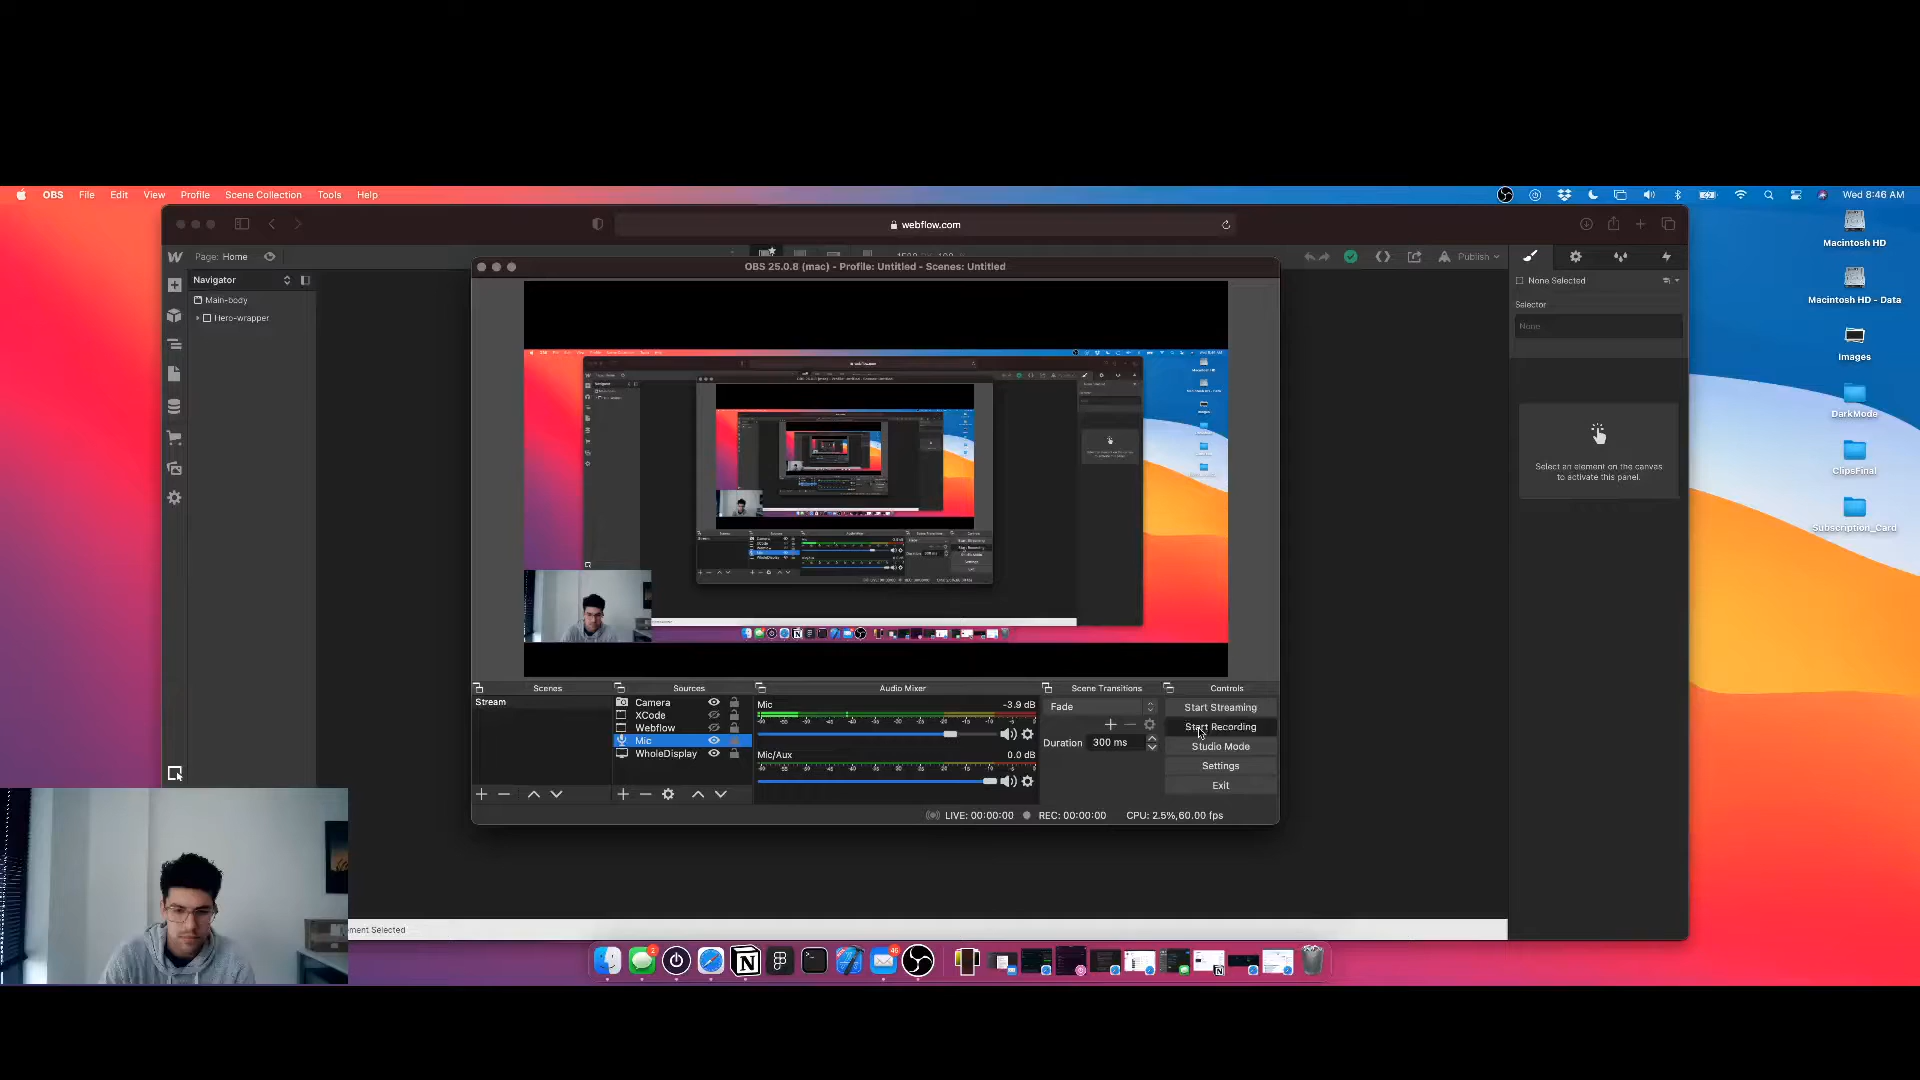 OBS File Edit View Profile Scene Collection Tools Help Wed 8:46 AM
webflow.com
Macintosh HD
Page: Home
Publish
OBS 25.0.8 (mac) - Profile: Untitled - Scenes: Untitled
Navigator
None Selected
Main-body
Selector
Macintosh HD - Data
Hero-wrapper
None
Images
DarkMode
ClipsFinal
Select an element on the canvas
to activate this panel.
Subscription_Card
Scenes Sources Audio Mixer Scene Transitions Controls
Stream
Camera
XCode
Webflow
Mic
WholeDisplay
Mic -3.9 dB
Mic/Aux 0.0 dB
Fade
Duration 300 ms
Start Streaming
Start Recording
Studio Mode
Settings
Exit
LIVE: 00:00:00 REC: 00:00:00 CPU: 2.5%,60.00 fps
ment Selected